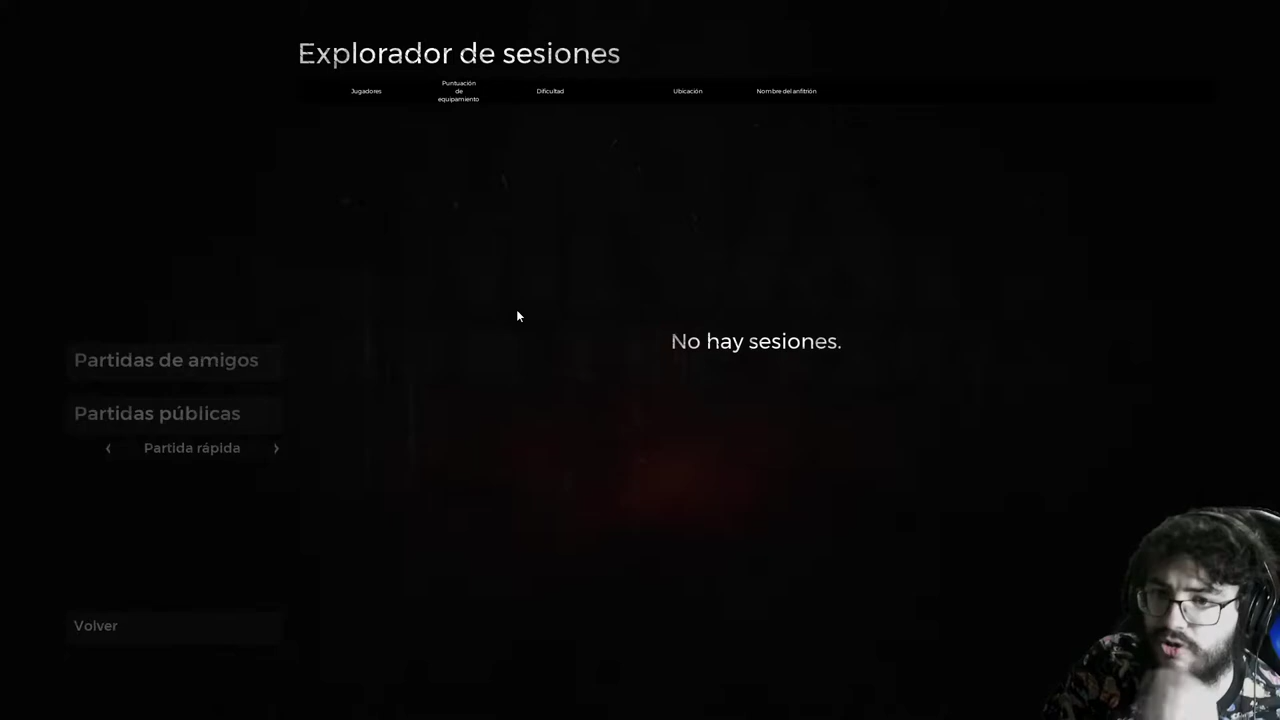 Explorador de sesiones
Jugadores
Puntuación
de
equipamiento
Dificultad
Ubicación
Nombre del anfitrión
No hay sesiones.
Partidas de amigos
Partidas públicas
‹ Partida rápida ›
Volver